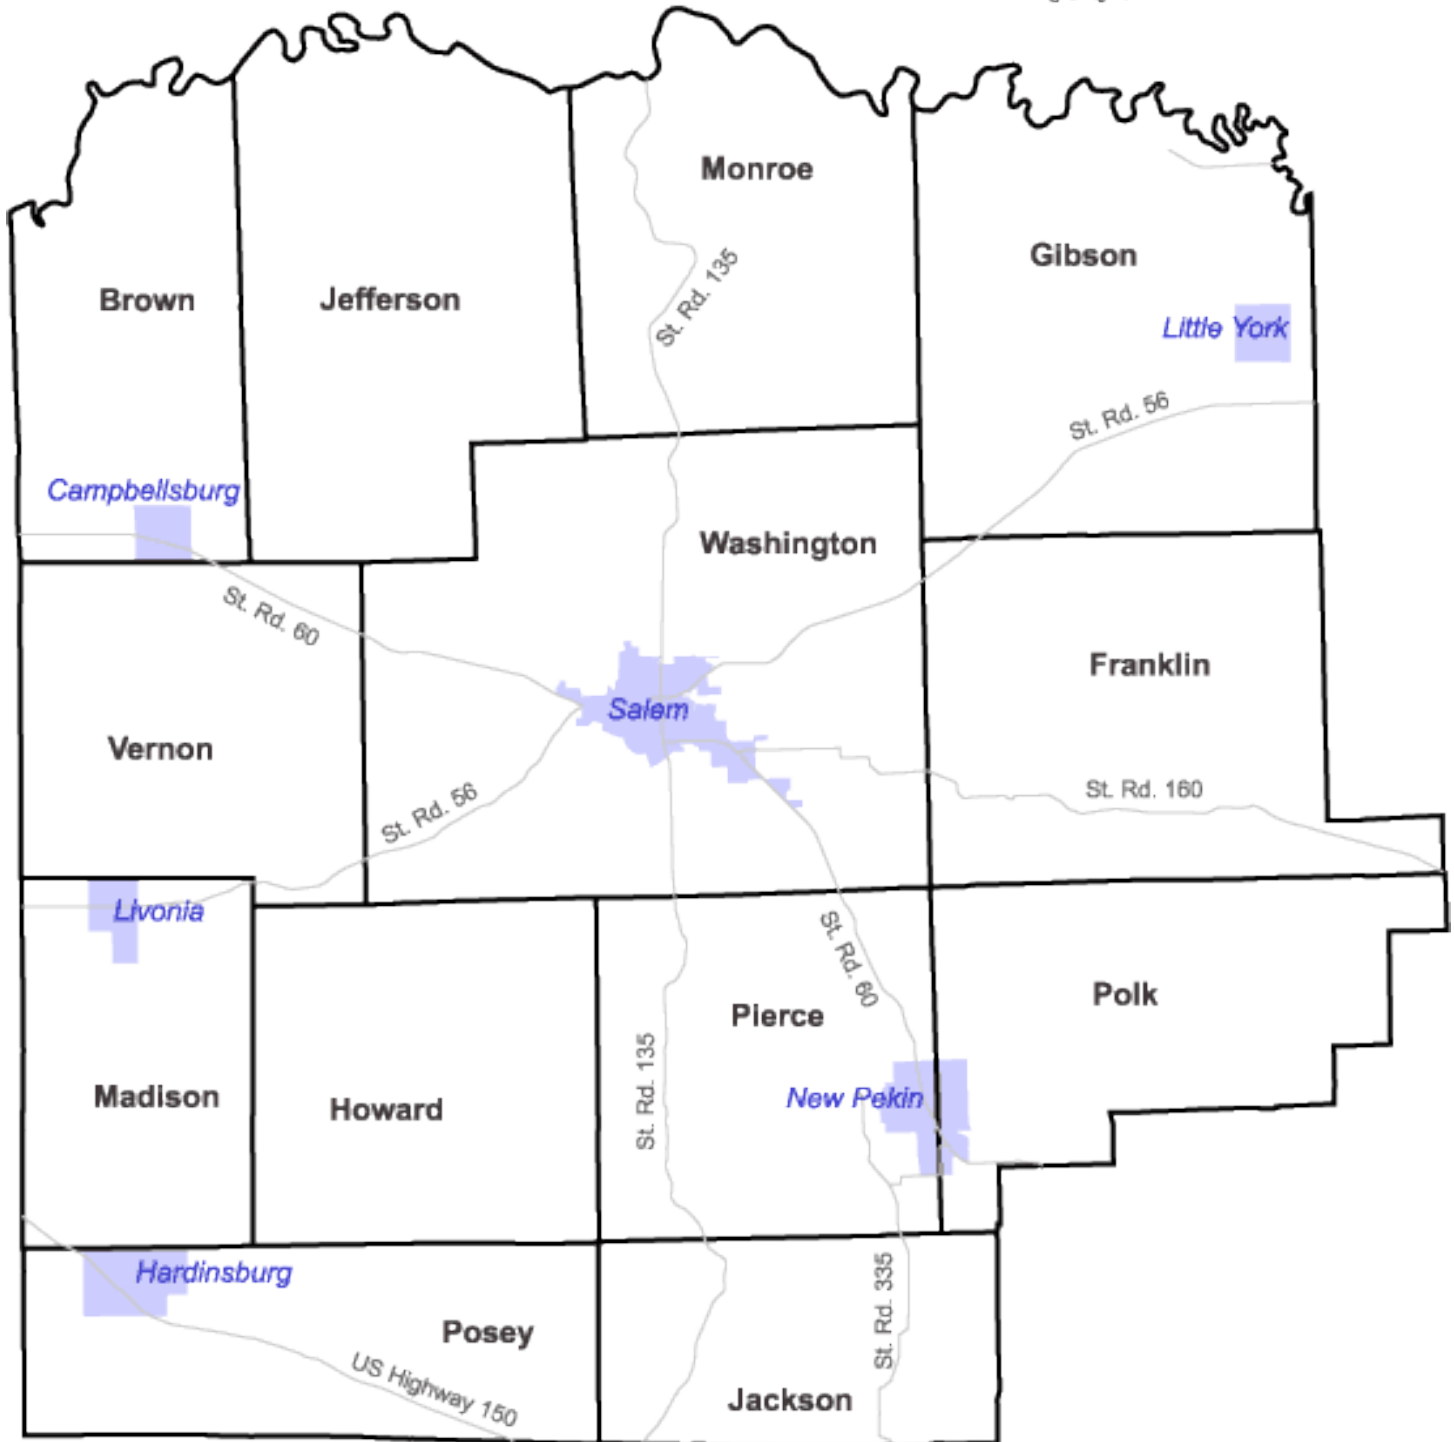 Monroe
Gibson
Brown
Jefferson
St. Rd. 135
Little York
St. Rd. 56
Campbellsburg
Washington
St. Rd. 60
Franklin
Salem
Vernon
St. Rd. 56
St. Rd. 160
Livonia
St. Rd. 60
Polk
Pierce
St. Rd. 135
Madison
Howard
New Pekin
Hardinsburg
St. Rd. 335
Posey
US Highway 150
Jackson